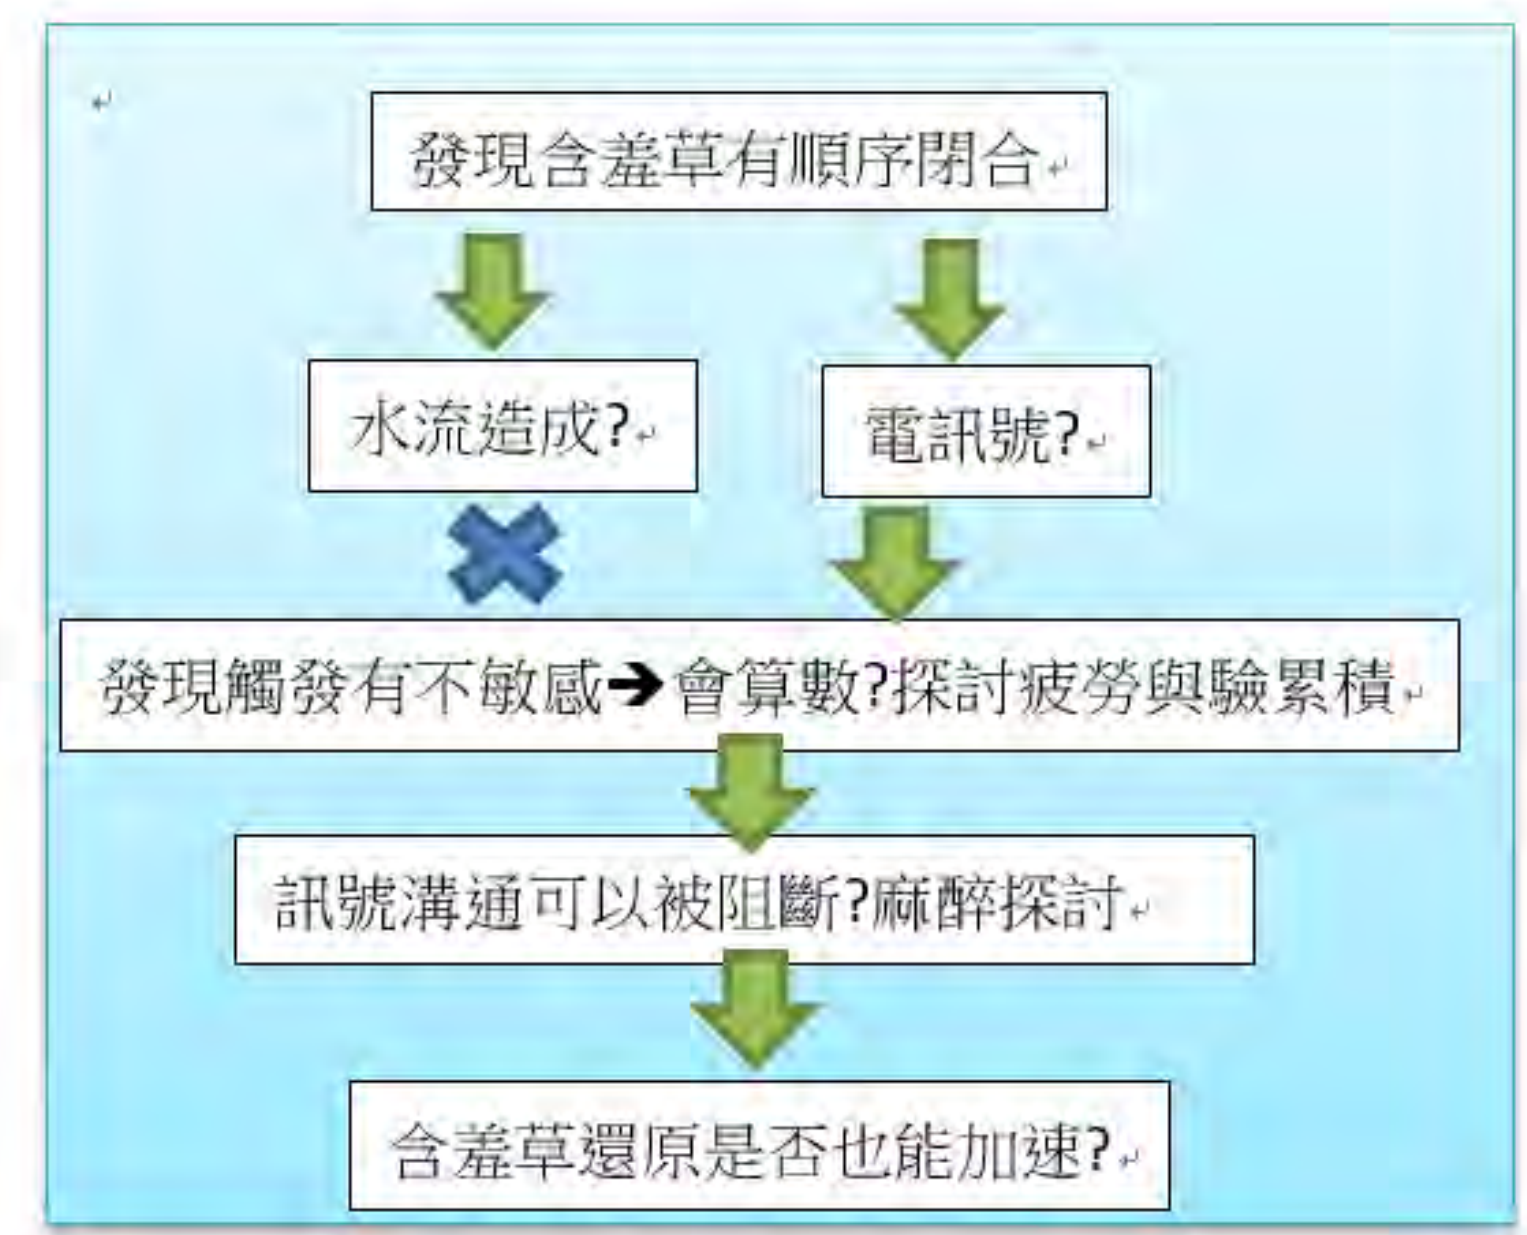 發現含羞草有順序閉合
水流造成?
電訊號?
發現觸發有不敏感➔會算數?探討疲勞與驗累積
訊號溝通可以被阻斷?麻醉探討
含羞草還原是否也能加速?